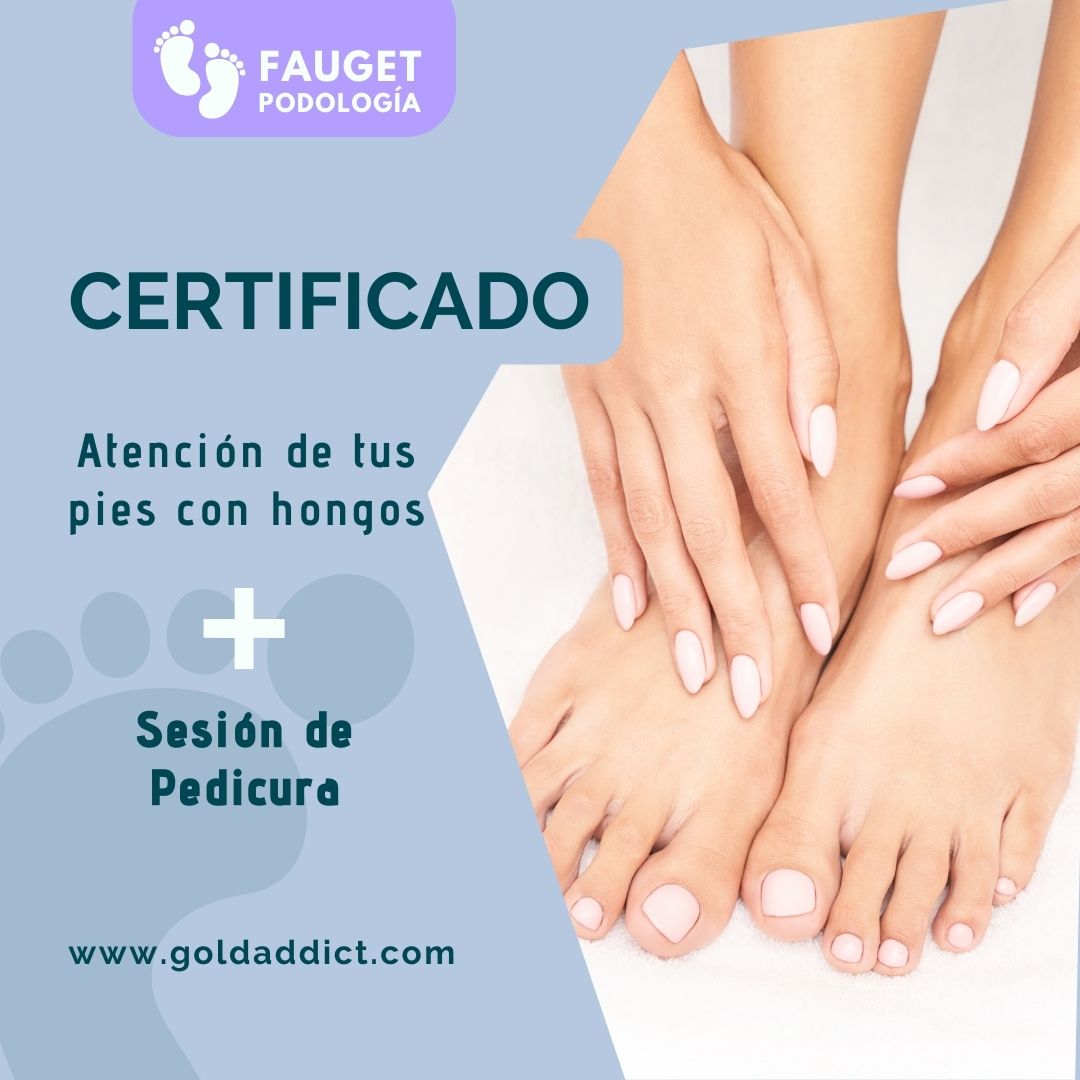 FAUGET
PODOLOGÍA
CERTIFICADO
Atención de tus
pies con hongos
+
Sesión de
Pedicura
www.goldaddict.com